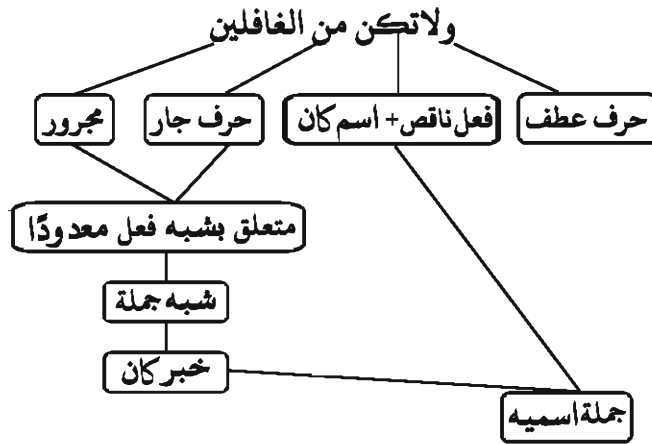 ولاتكن من الغافلين
حرف عطف
فعل ناقص + اسم كان
حرف جار
مجرور
متعلق بشبه فعل معدودًا
شبه جملة
خبر كان
جملة اسميه